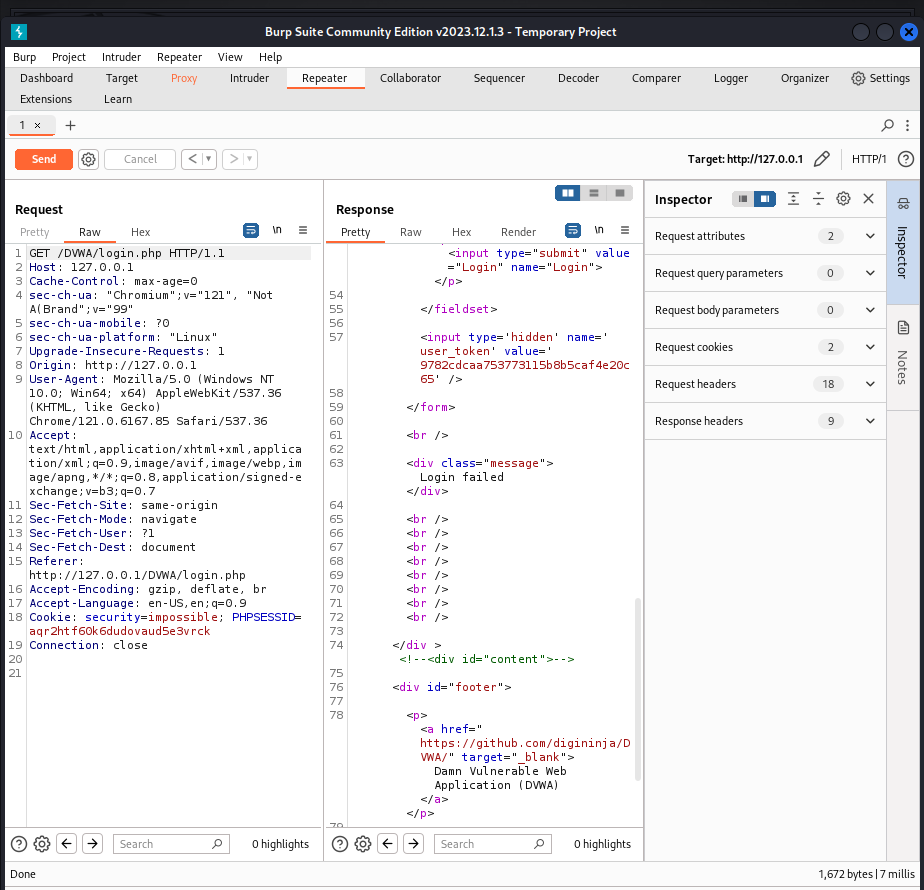 Burp Suite Community Edition v2023.12.1.3 - Temporary Project
Burp Project Intruder Repeater View Help
Dashboard Target Proxy Intruder Repeater Collaborator Sequencer Decoder Comparer Logger Organizer Settings
Extensions Learn
1 × +
Send Cancel < > Target: http://127.0.0.1 HTTP/1 ?
Request
Pretty Raw Hex \n
1 GET /DVWA/login.php HTTP/1.1
2 Host: 127.0.0.1
3 Cache-Control: max-age=0
4 sec-ch-ua: "Chromium";v="121", "Not
A(Brand";v="99"
5 sec-ch-ua-mobile: ?0
6 sec-ch-ua-platform: "Linux"
7 Upgrade-Insecure-Requests: 1
8 Origin: http://127.0.0.1
9 User-Agent: Mozilla/5.0 (Windows NT
10.0; Win64; x64) AppleWebKit/537.36
(KHTML, like Gecko)
Chrome/121.0.6167.85 Safari/537.36
10 Accept:
text/html,application/xhtml+xml,applica
tion/xml;q=0.9,image/avif,image/webp,im
age/apng,*/*;q=0.8,application/signed-e
xchange;v=b3;q=0.7
11 Sec-Fetch-Site: same-origin
12 Sec-Fetch-Mode: navigate
13 Sec-Fetch-User: ?1
14 Sec-Fetch-Dest: document
15 Referer:
http://127.0.0.1/DVWA/login.php
16 Accept-Encoding: gzip, deflate, br
17 Accept-Language: en-US,en;q=0.9
18 Cookie: security=impossible; PHPSESSID=
aqr2htf60k6dudovaud5e3vrck
19 Connection: close
20
21
? Search 0 highlights
Response
Pretty Raw Hex Render \n
<input type="submit" value
="Login" name="Login">
</p>
54
55 </fieldset>
56
57 <input type='hidden' name='
user_token' value='
9782cdcaa753773115b8b5caf4e20c
65' />
58
59 </form>
60
61 <br />
62
63 <div class="message">
Login failed
</div>
64
65 <br />
66 <br />
67 <br />
68 <br />
69 <br />
70 <br />
71 <br />
72 <br />
73
74 </div >
<!--<div id="content">-->
75
76 <div id="footer">
77
78 <p>
<a href="
https://github.com/digininja/D
VWA/" target="_blank">
Damn Vulnerable Web
Application (DVWA)
</a>
</p>
79
? Search 0 highlights
Inspector
Request attributes 2
Request query parameters 0
Request body parameters 0
Request cookies 2
Request headers 18
Response headers 9
Inspector
Notes
Done 1,672 bytes | 7 millis